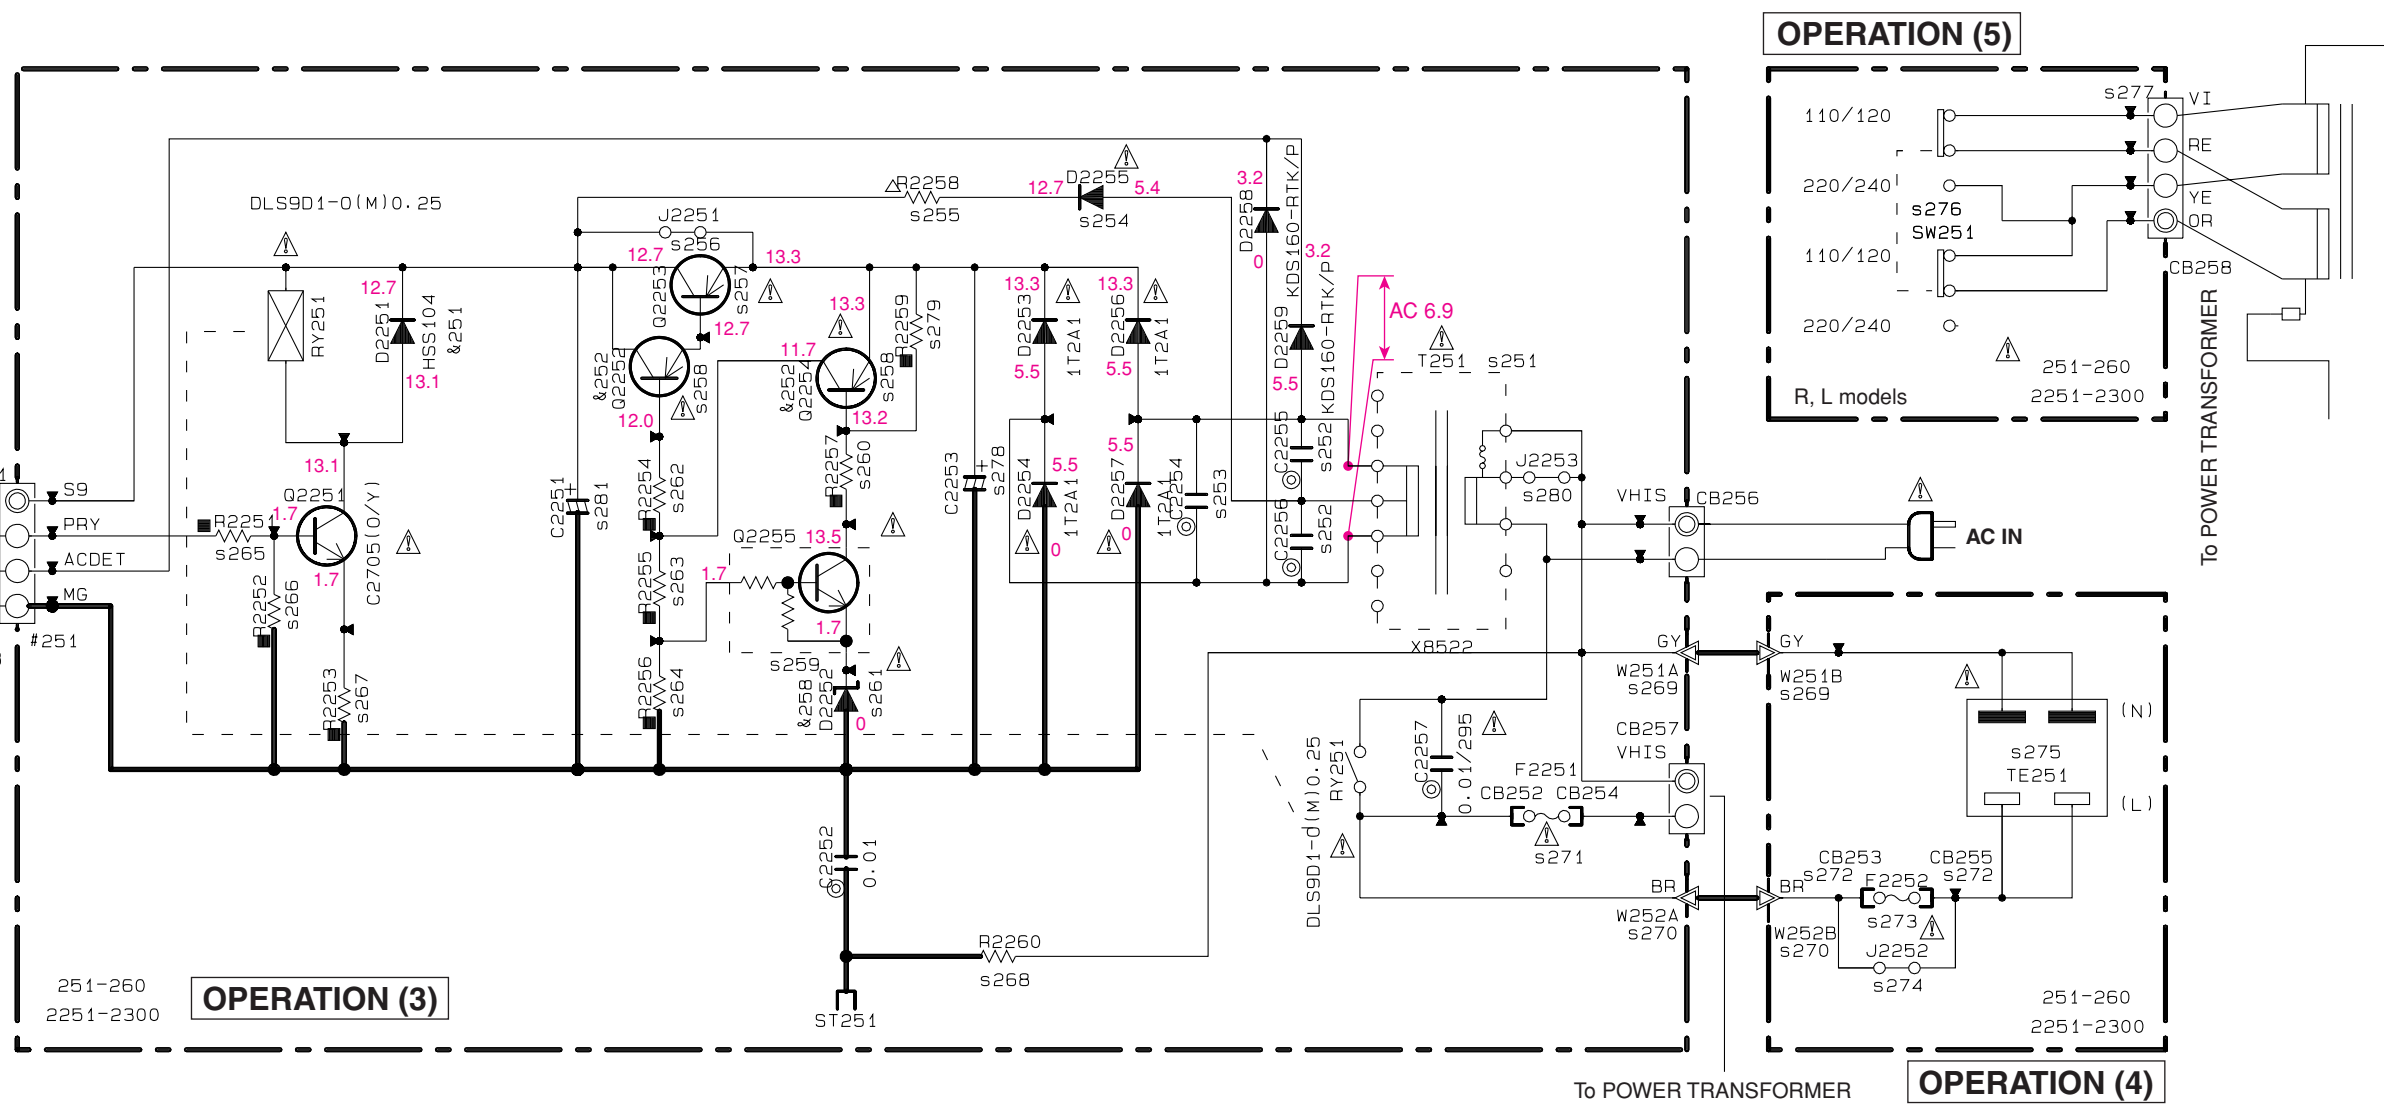 OPERATION (5)
110/120
220/240
110/120
220/240
s276
SW251
s277
VI
RE
YE
OR
CB258
251-260
2251-2300
R, L models
To POWER TRANSFORMER
DLS9D1-O(M)0.25
RY251
12.7
D2251
HSS104
&251
13.1
13.1
Q2251
1.7
C2705(O/Y)
1.7
S9
PRY
ACDET
MG
#251
R2251
s265
R2252
s266
R2253
s267
R2258
s255
12.7
D2255
5.4
s254
J2251
s256
12.7
13.3
Q2253
s257
12.7
&252
Q2252
s258
12.0
13.3
11.7
&252
Q2254
s258
13.2
R2259
s279
R2254
s262
R2255
s263
R2256
s264
R2257
s260
Q2255
13.5
1.7
1.7
s259
&258
D2252
s261
0
C2251
s281
C2253
s278
13.3
D2253
1T2A1
5.5
13.3
D2256
1T2A1
5.5
5.5
D2254
1T2A1
0
5.5
D2257
1T2A1
0
C2254
s253
3.2
D2258
0
KDS160-RTK/P
3.2
D2259
5.5
KDS160-RTK/P
C2255
s252
C2256
s252
AC 6.9
T251
s251
X8522
J2253
s280
VHIS
CB256
AC IN
GY
W251A
s269
GY
W251B
s269
CB257
VHIS
DLS9D1-O(M)0.25
RY251
C2257
0.01/295
F2251
CB252
CB254
s271
BR
W252A
s270
BR
W252B
s270
(N)
s275
TE251
(L)
CB253
s272
F2252
s273
CB255
s272
J2252
s274
C2252
0.01
R2260
s268
ST251
251-260
2251-2300
OPERATION (3)
251-260
2251-2300
To POWER TRANSFORMER
OPERATION (4)